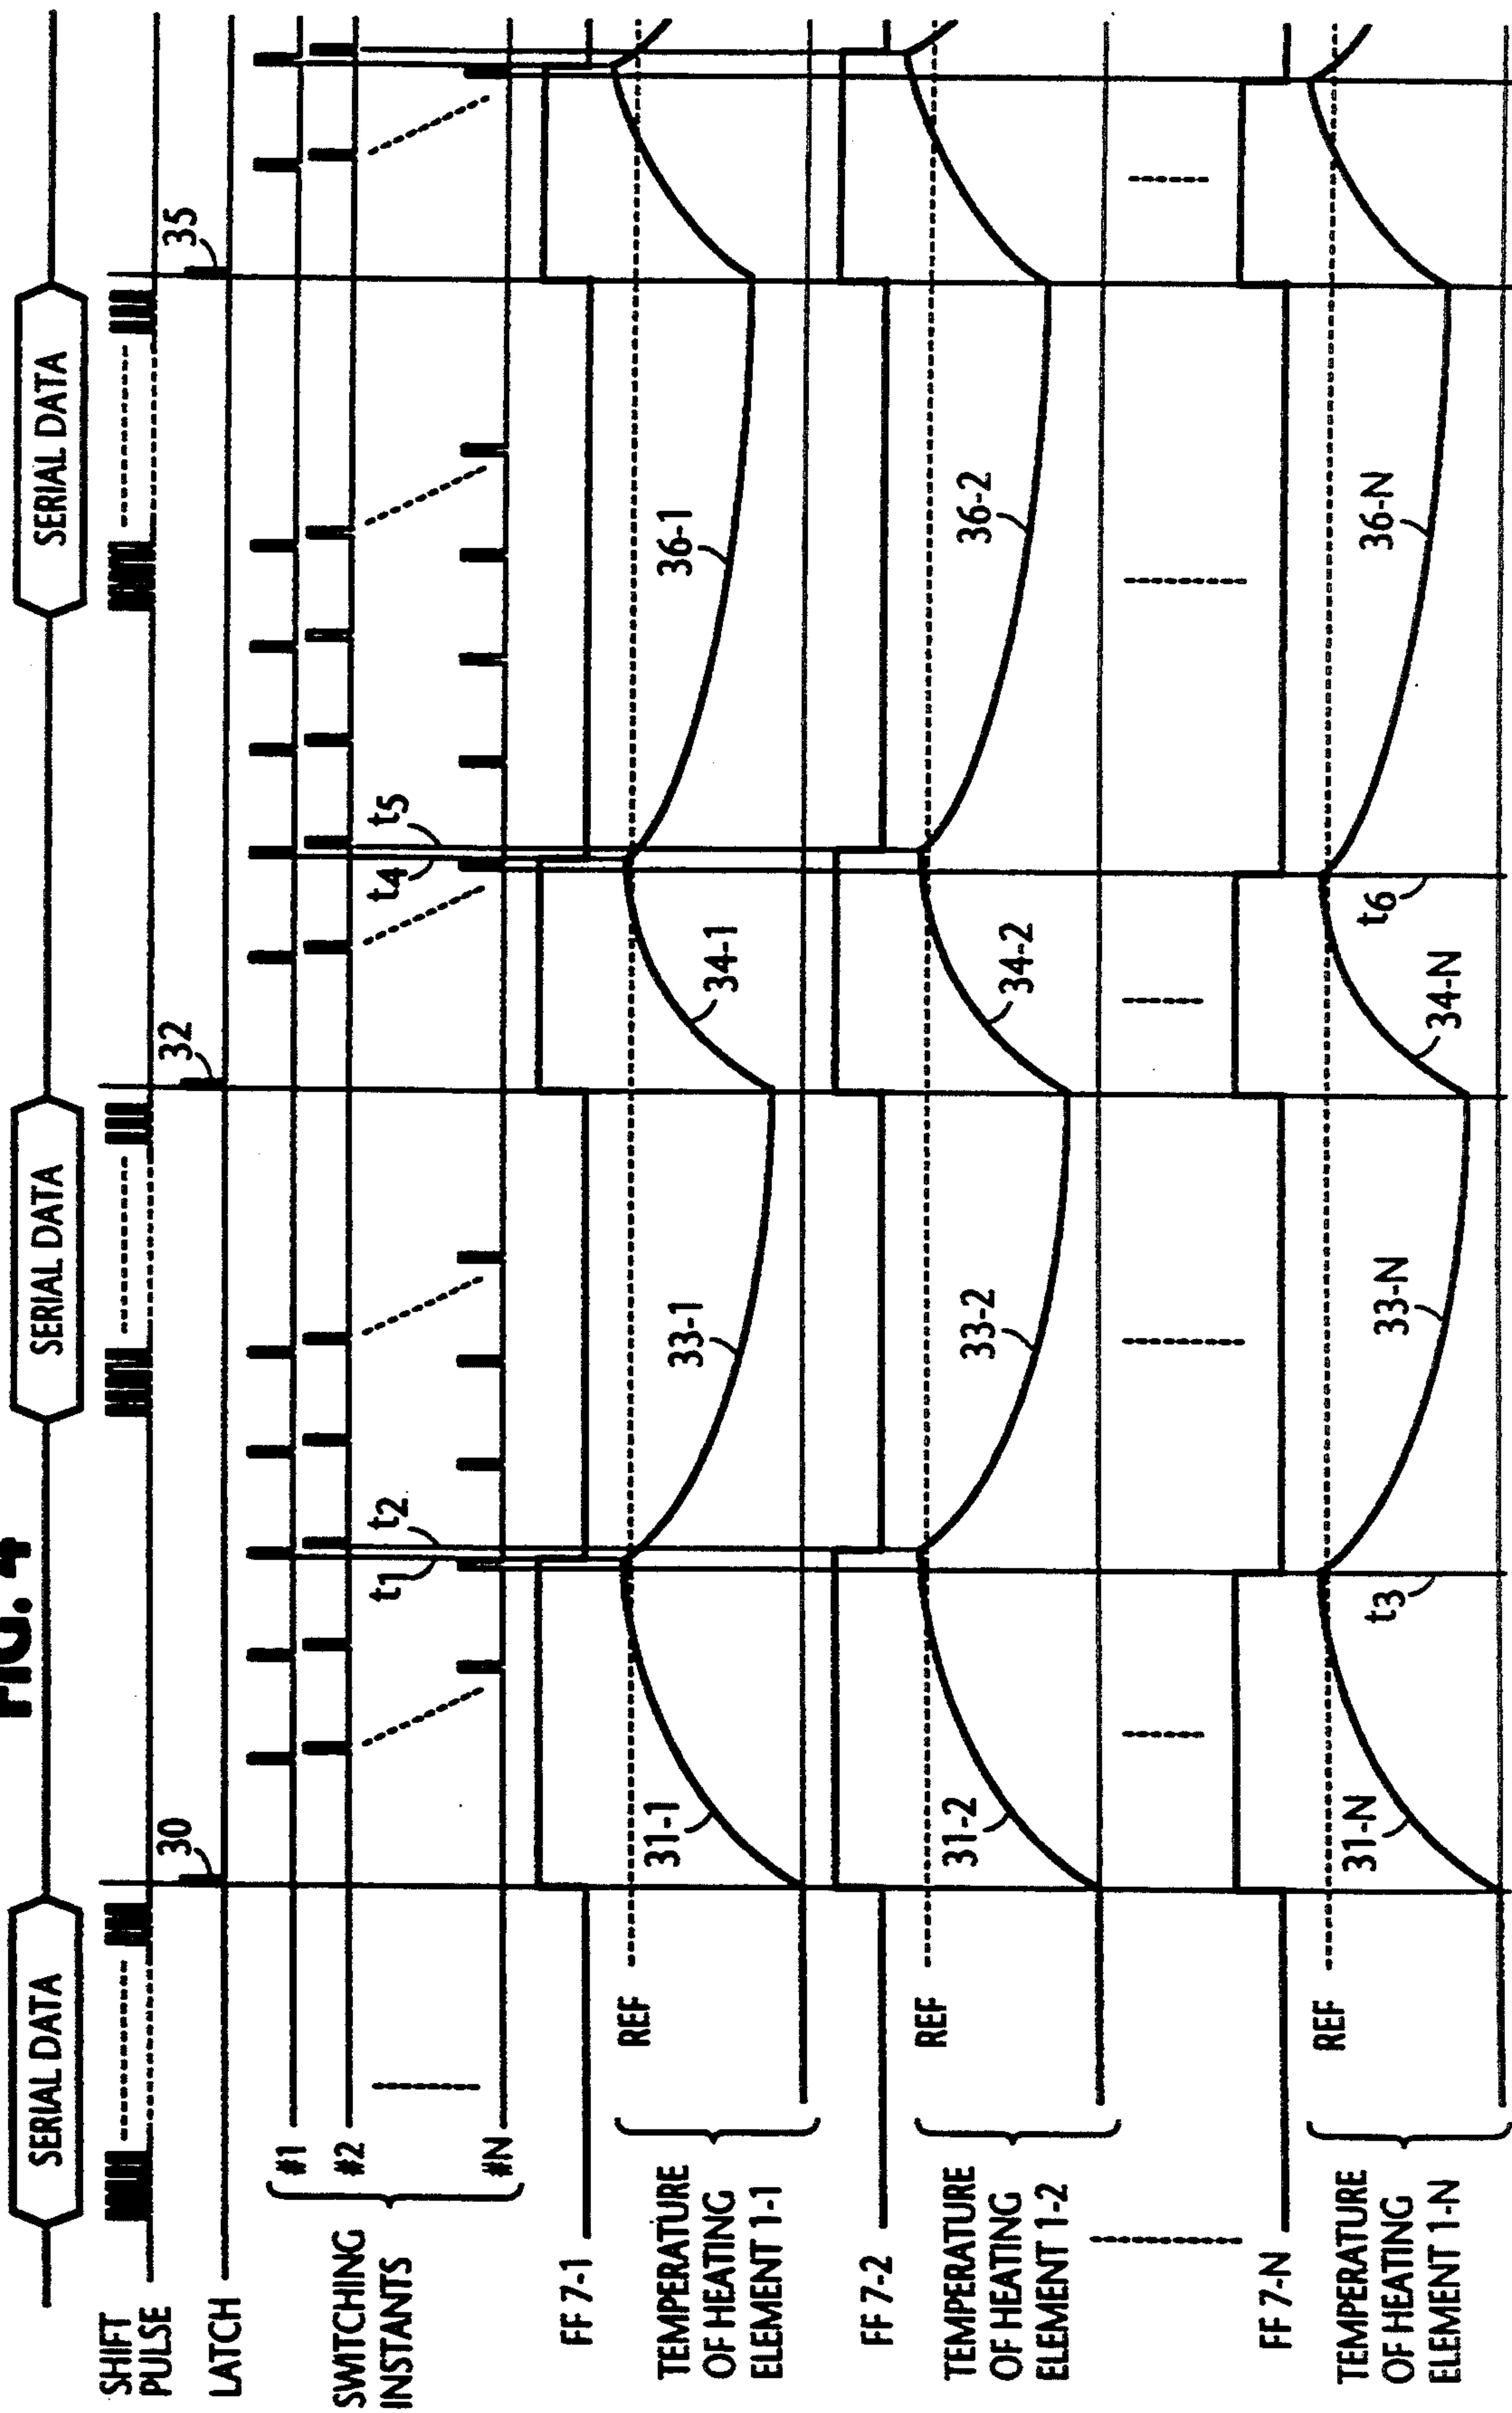 FIG. 4
SERIAL DATA
SERIAL DATA
SERIAL DATA
SHIFT
PULSE
LATCH
30
32
35
SWITCHING
INSTANTS
#1
#2
#N
t1
t2
t4
t5
FF 7-1
REF
TEMPERATURE
OF HEATING
ELEMENT 1-1
31-1
33-1
34-1
36-1
FF 7-2
REF
TEMPERATURE
OF HEATING
ELEMENT 1-2
31-2
33-2
34-2
36-2
FF 7-N
REF
TEMPERATURE
OF HEATING
ELEMENT 1-N
31-N
t3
33-N
34-N
t6
36-N